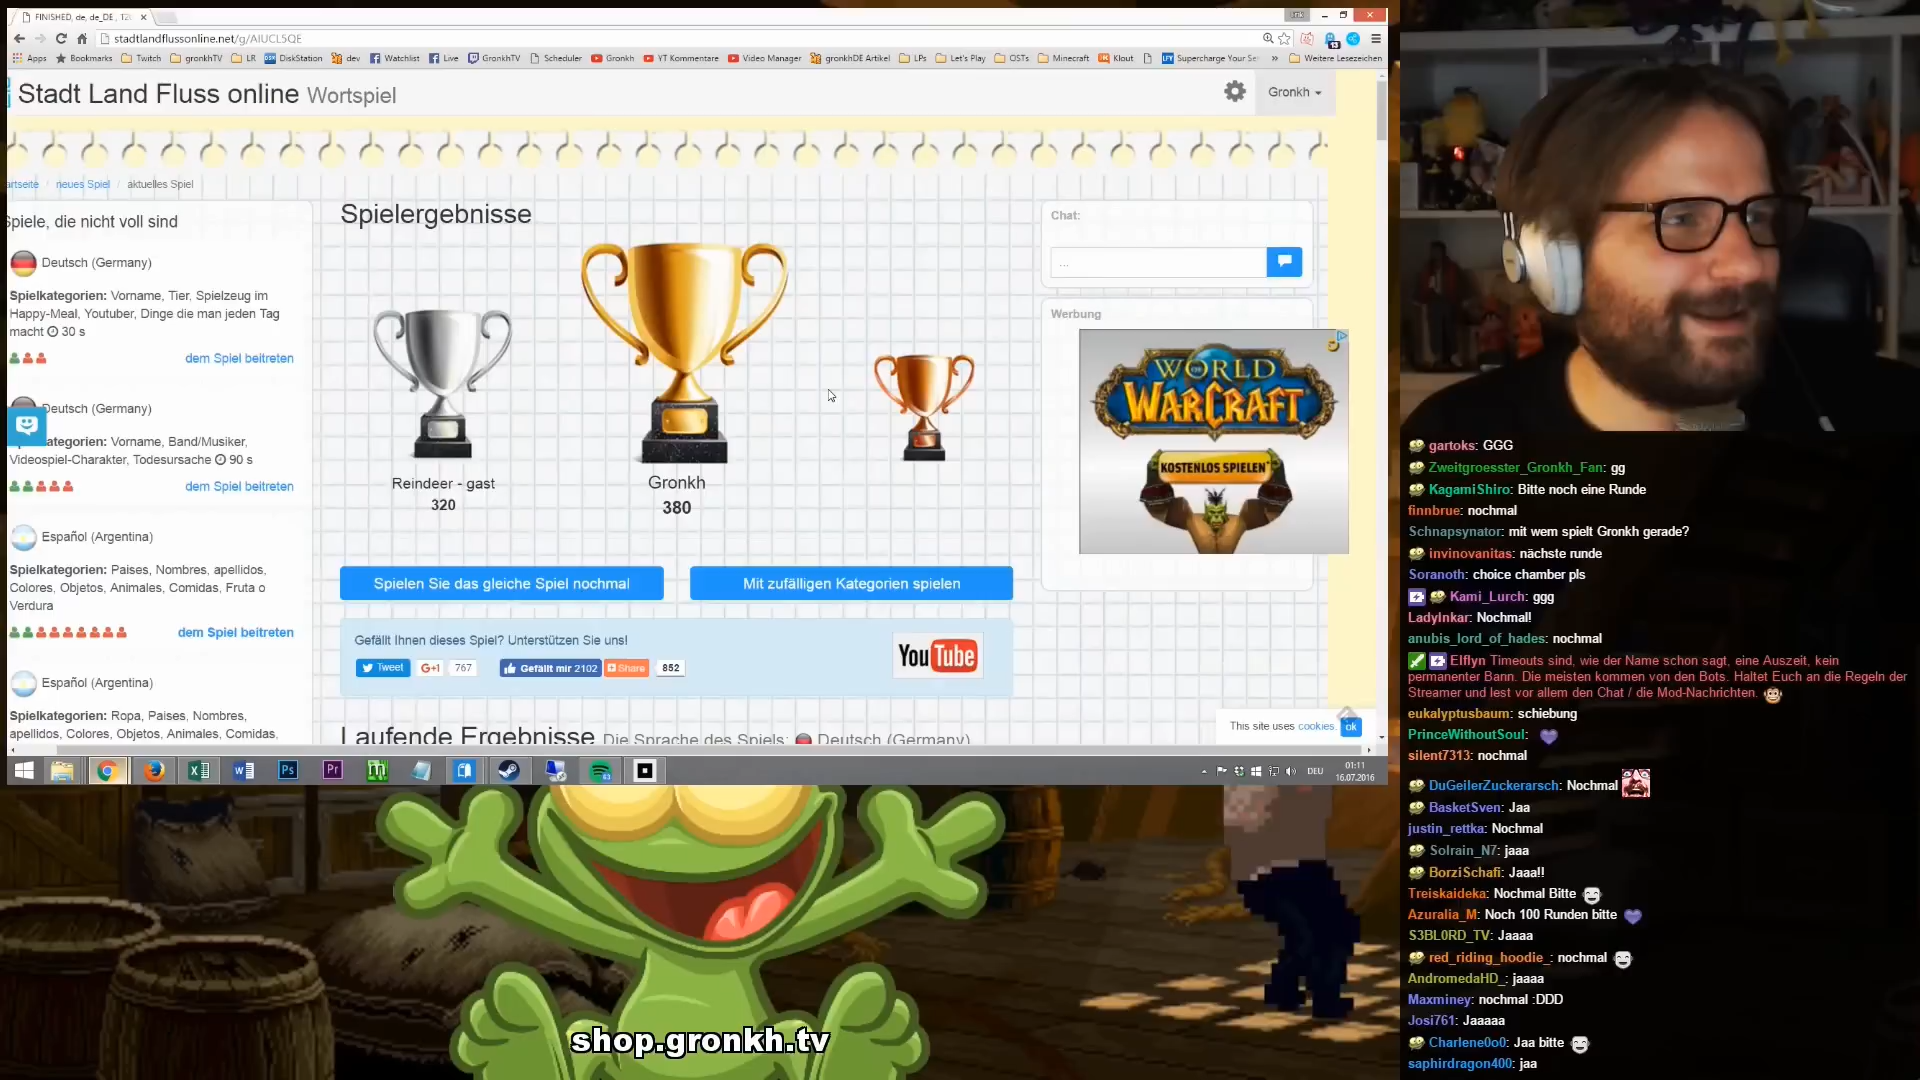 FINISHED, de, de_DE , 12
stadtlandflussonline.net/g/AIUCL5QE
Apps Bookmarks Twitch gronkhTV LR DiskStation dev Watchlist Live GronkhTV Scheduler Gronkh YT Kommentare Video Manager gronkhDE Artikel LPs Let's Play OSTs Minecraft Klout Supercharge Your Se » Weitere Lesezeichen
Stadt Land Fluss online Wortspiel
Gronkh
artseite / neues Spiel / aktuelles Spiel
Spiele, die nicht voll sind
Deutsch (Germany)
Spielkategorien: Vorname, Tier, Spielzeug im
Happy-Meal, Youtuber, Dinge die man jeden Tag
macht 30 s
dem Spiel beitreten
Deutsch (Germany)
ategorien: Vorname, Band/Musiker,
Videospiel-Charakter, Todesursache 90 s
dem Spiel beitreten
Español (Argentina)
Spielkategorien: Paises, Nombres, apellidos,
Colores, Objetos, Animales, Comidas, Fruta o
Verdura
dem Spiel beitreten
Español (Argentina)
Spielkategorien: Ropa, Paises, Nombres,
apellidos, Colores, Objetos, Animales, Comidas,
Spielergebnisse
Reindeer - gast
320
Gronkh
380
Spielen Sie das gleiche Spiel nochmal
Mit zufälligen Kategorien spielen
Gefällt Ihnen dieses Spiel? Unterstützen Sie uns!
Tweet G+1 767 Gefällt mir 2102 Share 852
YouTube
Laufende Ergebnisse Die Sprache des Spiels: Deutsch (Germany)
Chat:
...
Werbung
WORLD OF WARCRAFT
KOSTENLOS SPIELEN*
This site uses cookies. ok
DEU
01:11
16.07.2016
shop.gronkh.tv
gartoks: GGG
Zweitgroesster_Gronkh_Fan: gg
KagamiShiro: Bitte noch eine Runde
finnbrue: nochmal
Schnapsynator: mit wem spielt Gronkh gerade?
invinovanitas: nächste runde
Soranoth: choice chamber pls
Kami_Lurch: ggg
LadyInkar: Nochmal!
anubis_lord_of_hades: nochmal
Elflyn Timeouts sind, wie der Name schon sagt, eine Auszeit, kein
permanenter Bann. Die meisten kommen von den Bots. Haltet Euch an die Regeln der
Streamer und lest vor allem den Chat / die Mod-Nachrichten.
eukalyptusbaum: schiebung
PrinceWithoutSoul:
silent7313: nochmal
DuGeilerZuckerarsch: Nochmal
BasketSven: Jaa
justin_rettka: Nochmal
Solrain_N7: jaaa
BorziSchafi: Jaaa!!
Treiskaideka: Nochmal Bitte
Azuralia_M: Noch 100 Runden bitte
S3BL0RD_TV: Jaaaa
red_riding_hoodie_: nochmal
AndromedaHD_: jaaaa
Maxminey: nochmal :DDD
Josi761: Jaaaaa
Charlene0o0: Jaa bitte
saphirdragon400: jaa